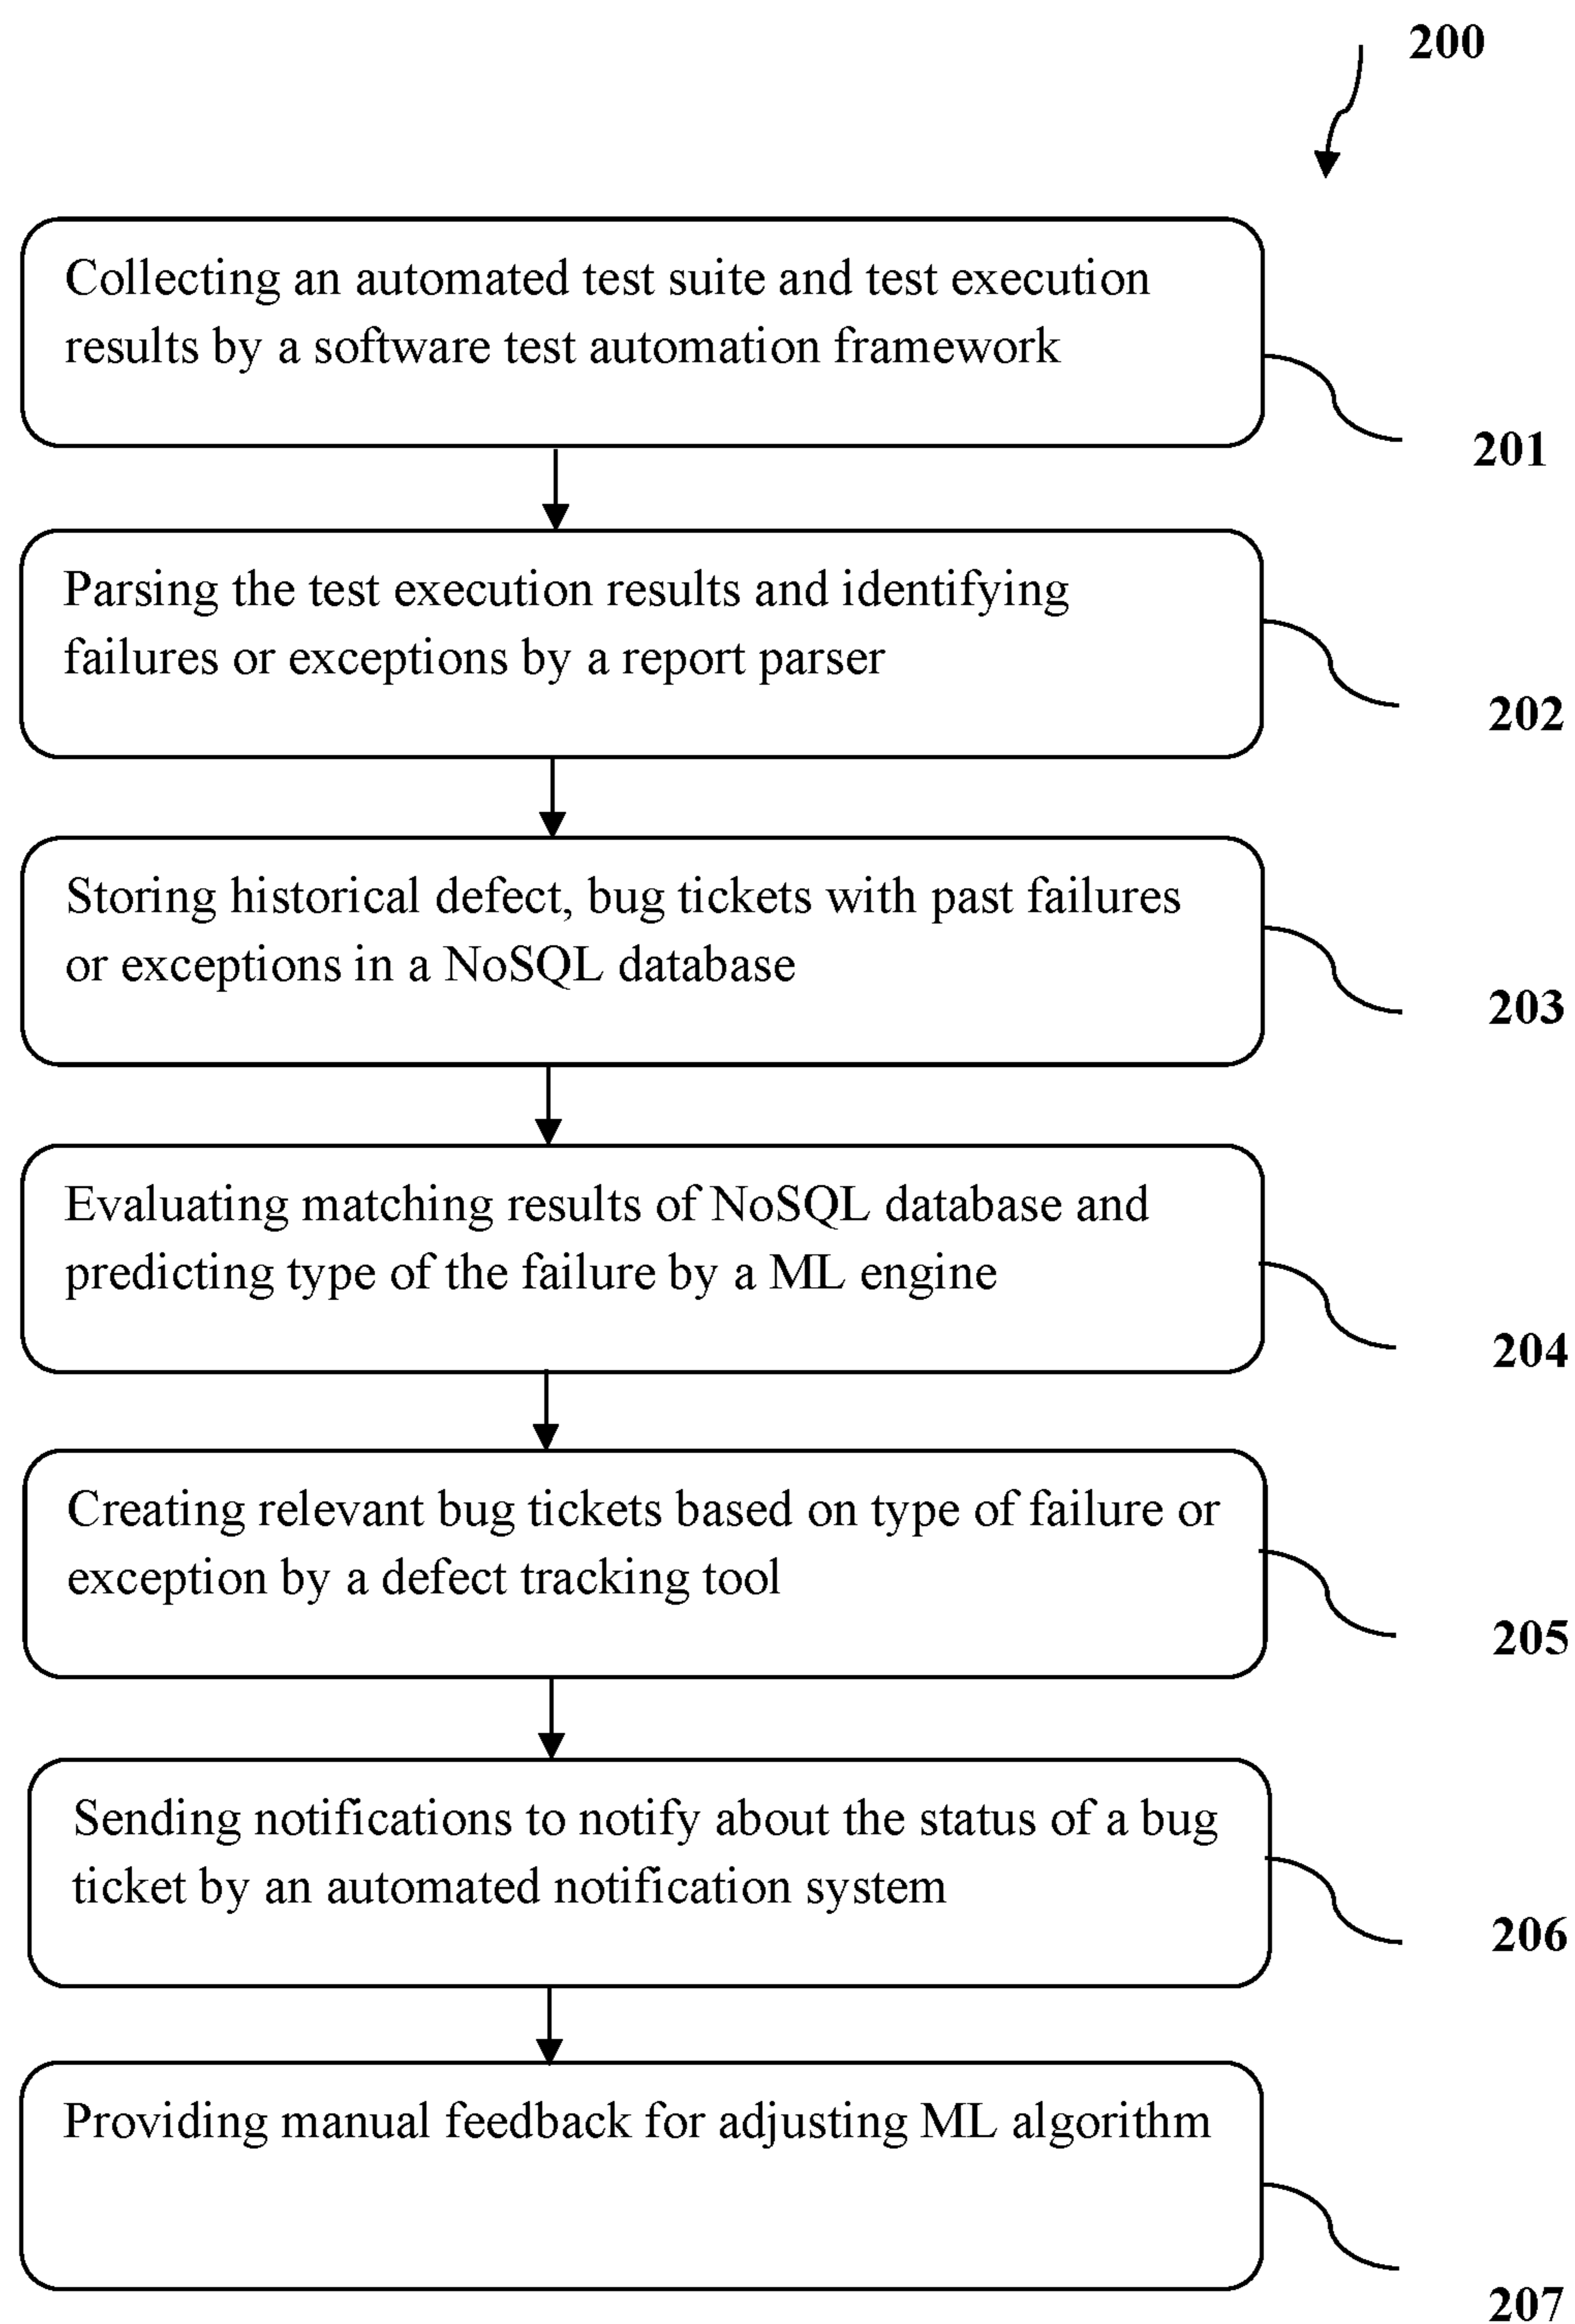 200
Collecting an automated test suite and test execution
results by a software test automation framework
201
Parsing the test execution results and identifying
failures or exceptions by a report parser
202
Storing historical defect, bug tickets with past failures
or exceptions in a NoSQL database
203
Evaluating matching results of NoSQL database and
predicting type of the failure by a ML engine
204
Creating relevant bug tickets based on type of failure or
exception by a defect tracking tool
205
Sending notifications to notify about the status of a bug
ticket by an automated notification system
206
Providing manual feedback for adjusting ML algorithm
207